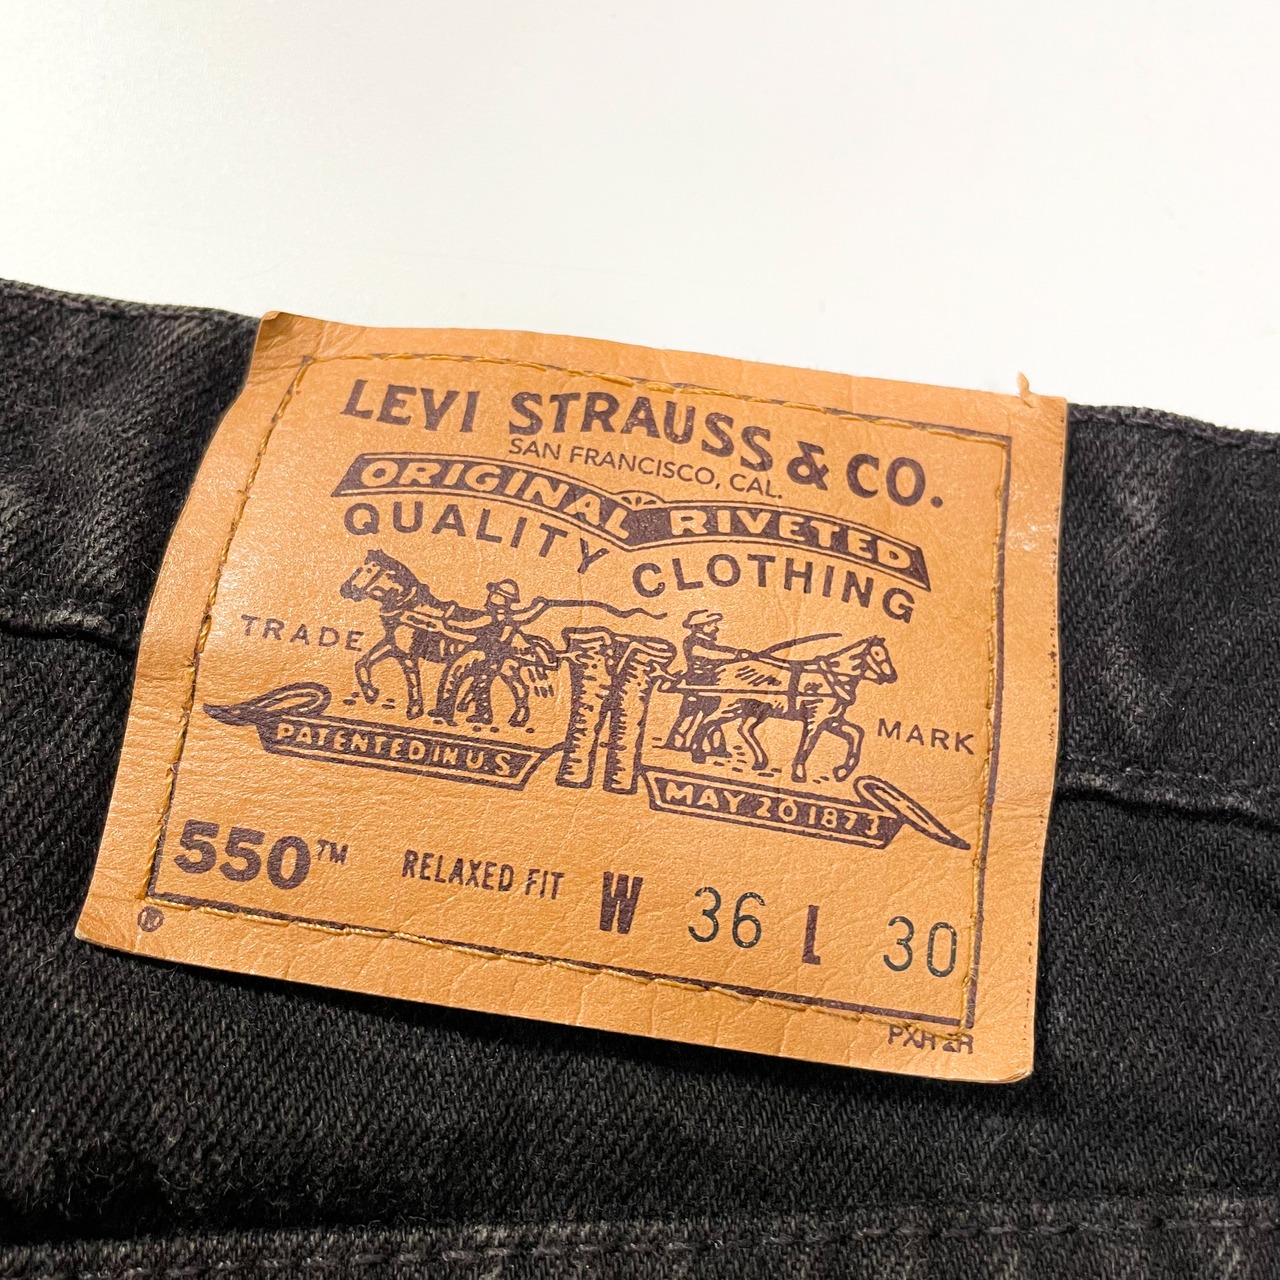 LEVI STRAUSS & CO.
SAN FRANCISCO, CAL.
ORIGINAL RIVETED
QUALITY CLOTHING
TRADE MARK
PATENTED IN U.S
MAY 20 1873
550™ RELAXED FIT W 36 L 30